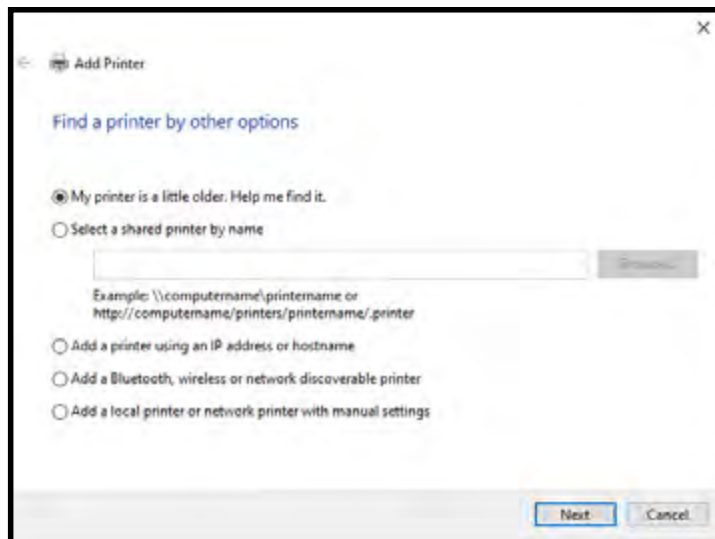 Add Printer
Find a printer by other options
My printer is a little older. Help me find it.
Select a shared printer by name
Browse...
Example: \\computername\printername or
http://computername/printers/printername/.printer
Add a printer using an IP address or hostname
Add a Bluetooth, wireless or network discoverable printer
Add a local printer or network printer with manual settings
Next
Cancel